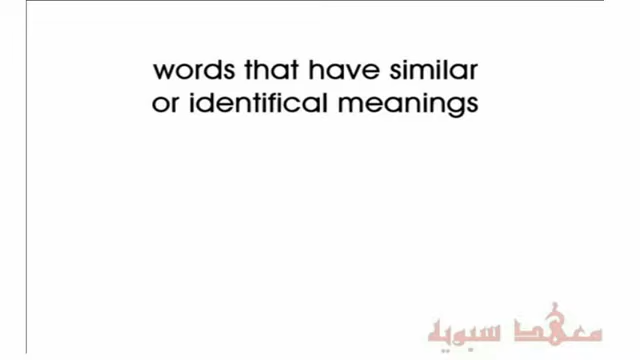 words that have similar
or identifical meanings
معهد سيبويه